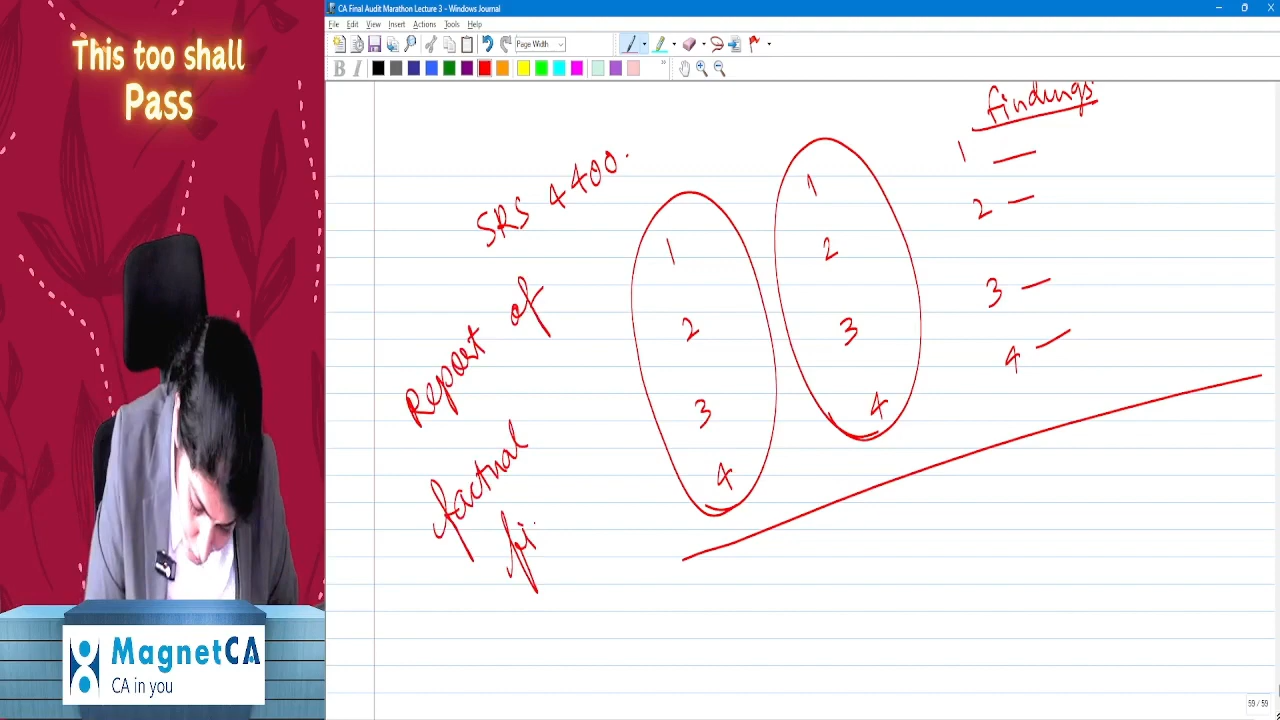 This too shall
Pass
MagnetCA
CA in you
CA Final Audit Marathon Lecture 3 - Windows Journal
File Edit View Insert Actions Tools Help
Page Width
B I
findings
1 —
2 —
3 —
4 —
SRS 4400.
Report of
factual
fi
1
2
3
4
1
2
3
4
59 / 59